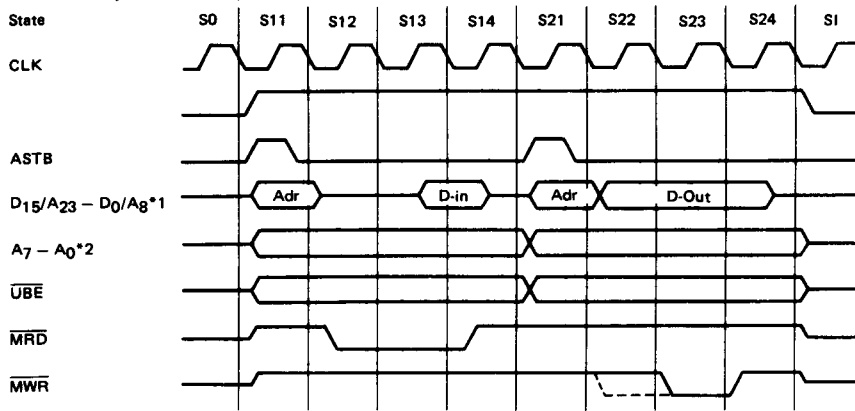 State S0 S11 S12 S13 S14 S21 S22 S23 S24 SI
CLK
ASTB
D15/A23 – D0/A8*1 Adr D-in Adr D-Out
A7 – A0*2
UBE
MRD
MWR